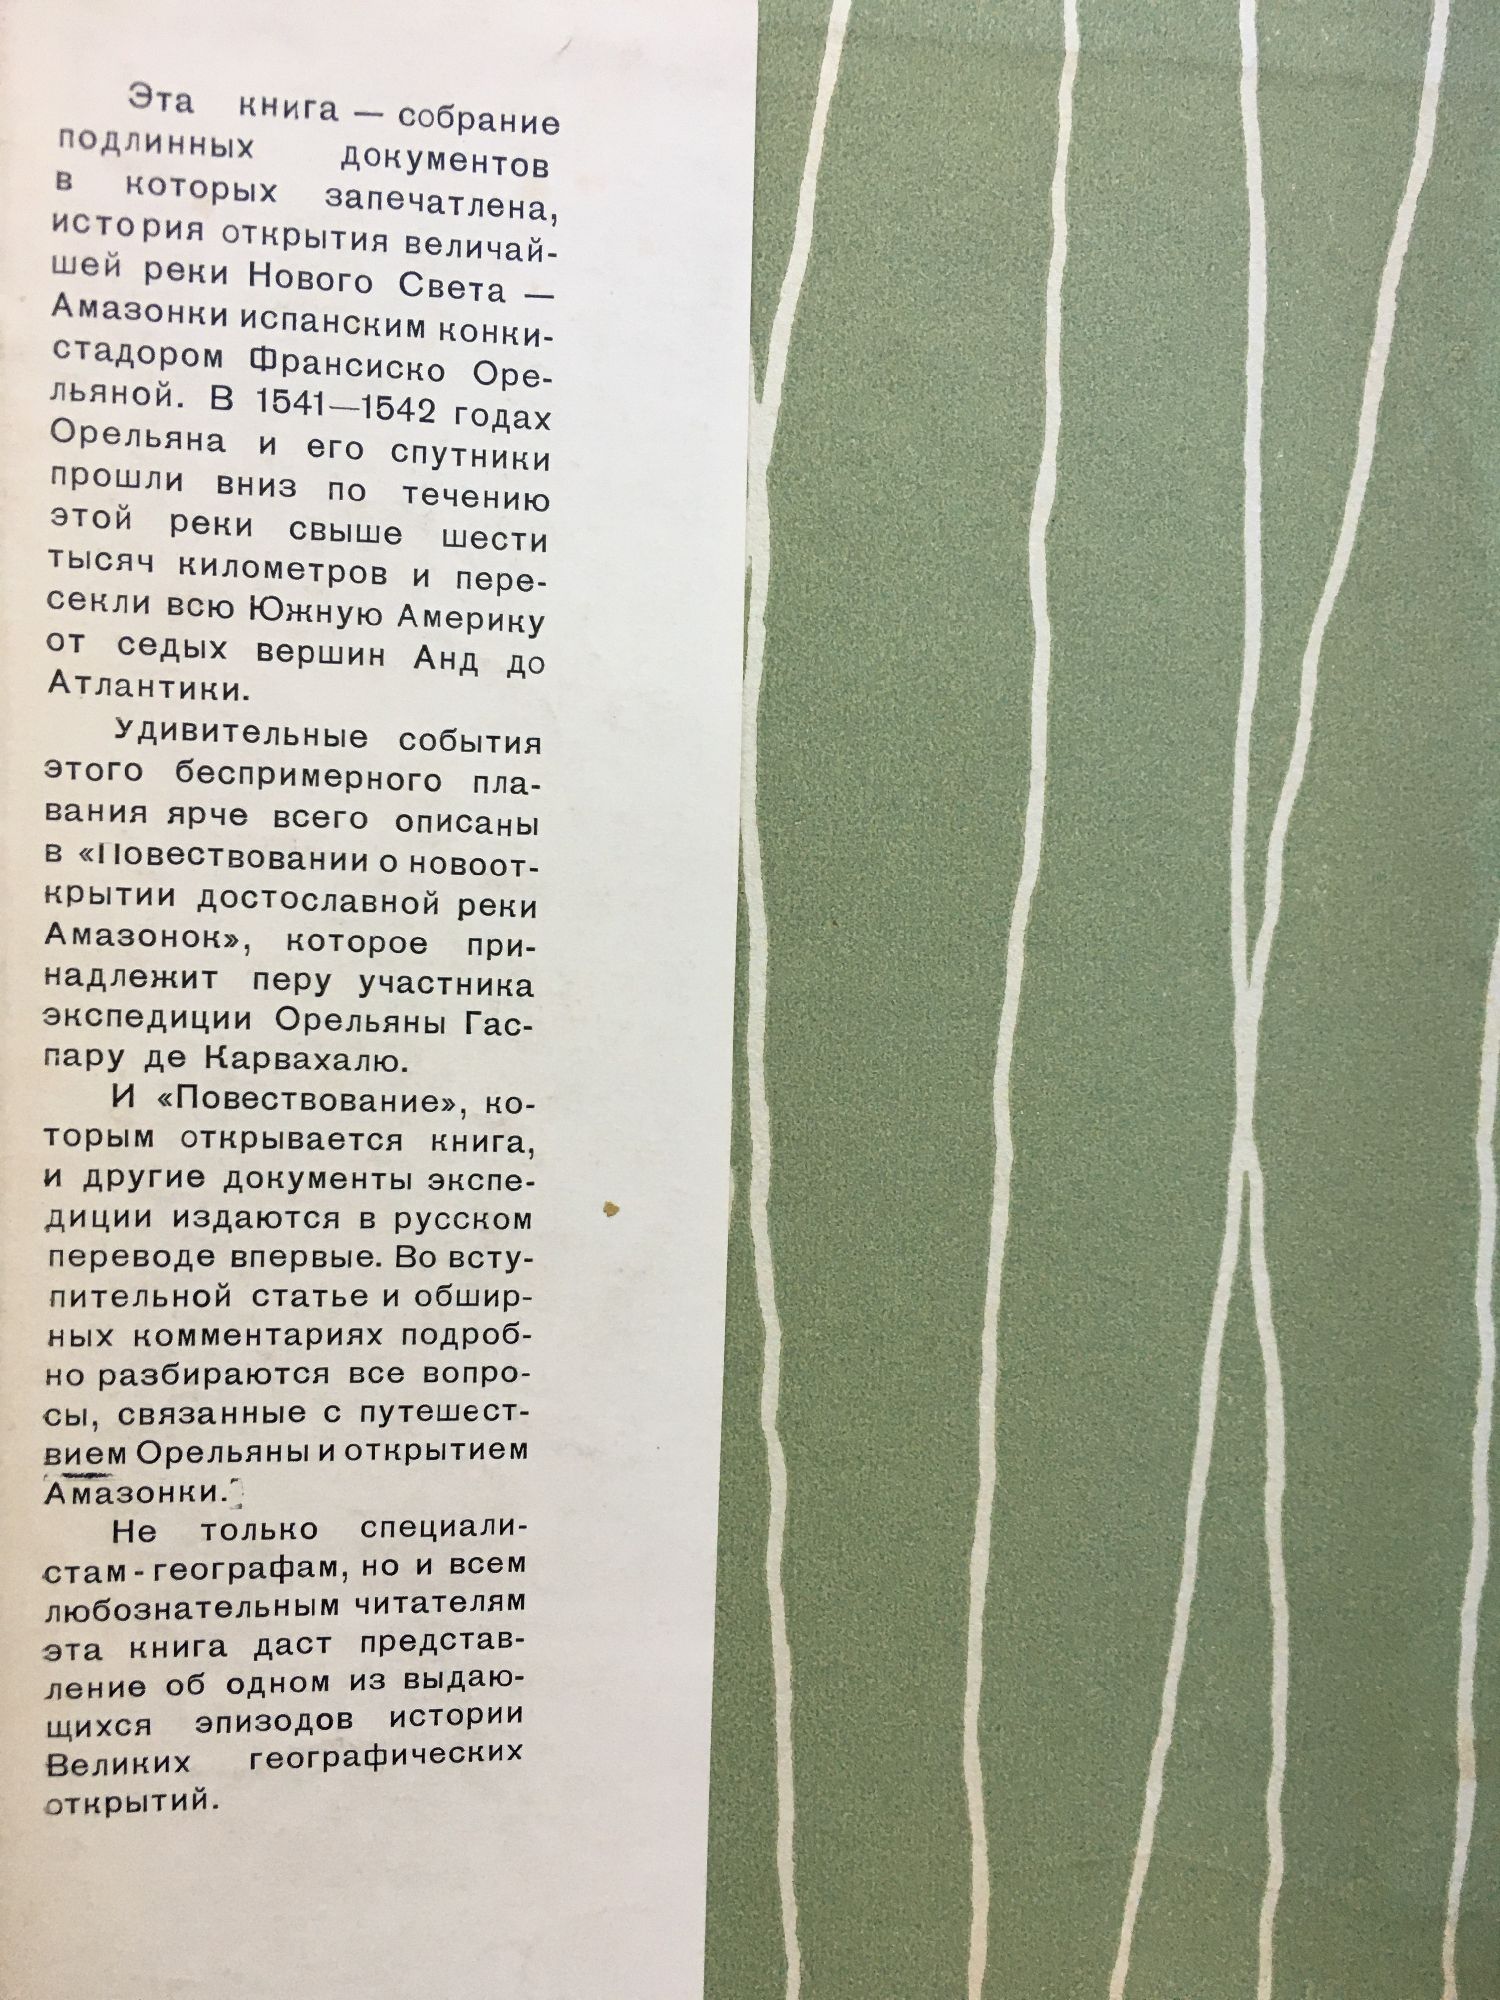 Эта книга — собрание
подлинных документов
в которых запечатлена,
история открытия величай-
шей реки Нового Света —
Амазонки испанским конки-
стадором Франсиско Оре-
льяной. В 1541—1542 годах
Орельяна и его спутники
прошли вниз по течению
этой реки свыше шести
тысяч километров и пере-
секли всю Южную Америку
от седых вершин Анд до
Атлантики.
Удивительные события
этого беспримерного пла-
вания ярче всего описаны
в «Повествовании о новоот-
крытии достославной реки
Амазонок», которое при-
надлежит перу участника
экспедиции Орельяны Гас-
пару де Карвахалю.
И «Повествование», ко-
торым открывается книга,
и другие документы экспе-
диции издаются в русском
переводе впервые. Во всту-
пительной статье и обшир-
ных комментариях подроб-
но разбираются все вопро-
сы, связанные с путешест-
вием Орельяны и открытием
Амазонки.
Не только специали-
стам-географам, но и всем
любознательным читателям
эта книга даст представ-
ление об одном из выдаю-
щихся эпизодов истории
Великих географических
открытий.